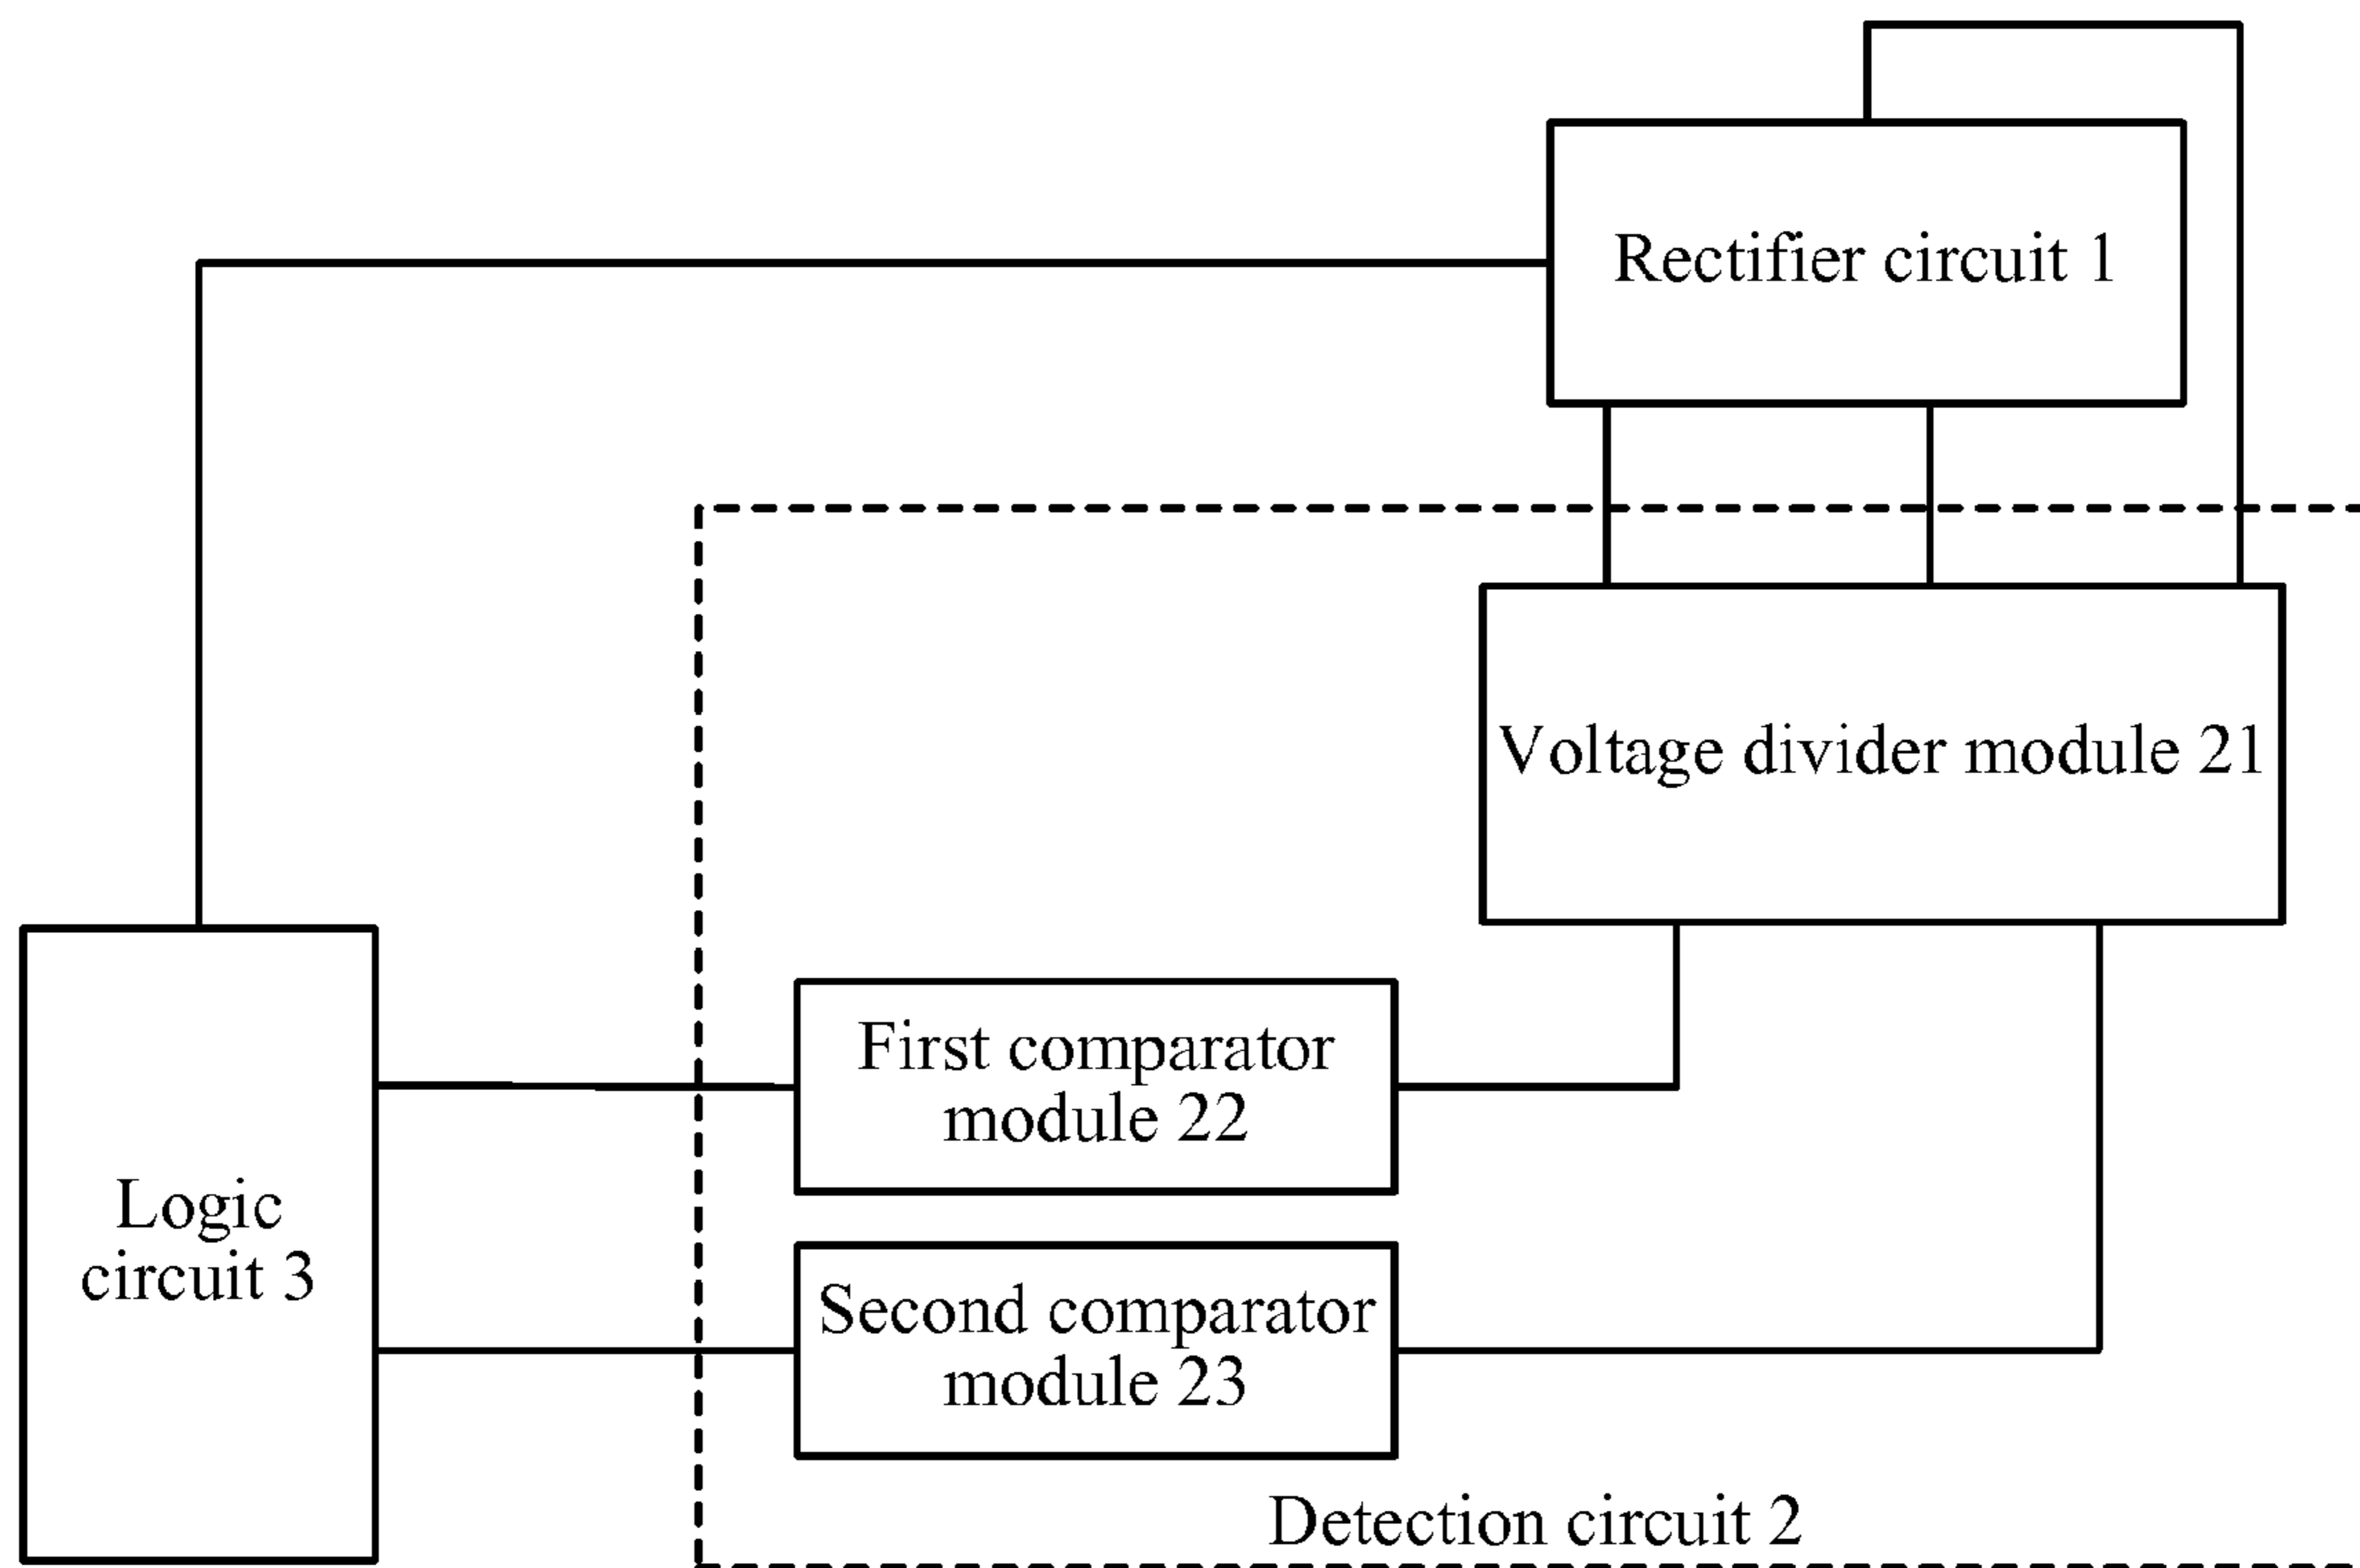 Rectifier circuit 1
Voltage divider module 21
First comparator
module 22
Logic
circuit 3
Second comparator
module 23
Detection circuit 2